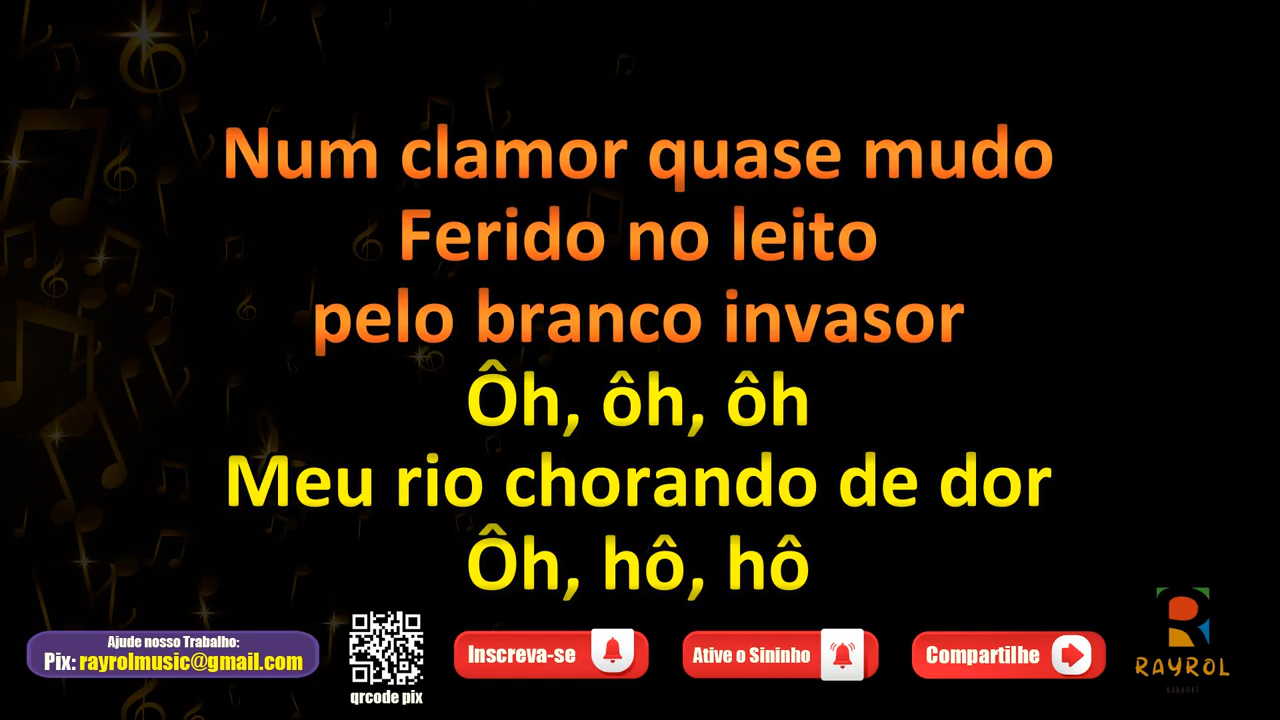 Num clamor quase mudo
Ferido no leito
pelo branco invasor
Ôh, ôh, ôh
Meu rio chorando de dor
Ôh, hô, hô
Ajude nosso Trabalho:
Pix: rayrolmusic@gmail.com
qrcode pix
Inscreva-se
Ative o Sininho
Compartilhe
RAYROL
KARAOKÊ